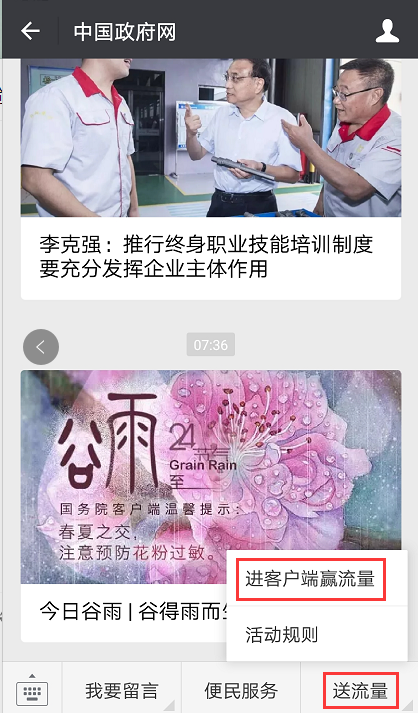 中国政府网
李克强：推行终身职业技能培训制度
要充分发挥企业主体作用
07:36
谷雨
24
节气
Grain Rain
至
国务院客户端温馨提示：
春夏之交，
注意预防花粉过敏。
今日谷雨 | 谷得雨而
进客户端赢流量
活动规则
我要留言
便民服务
送流量